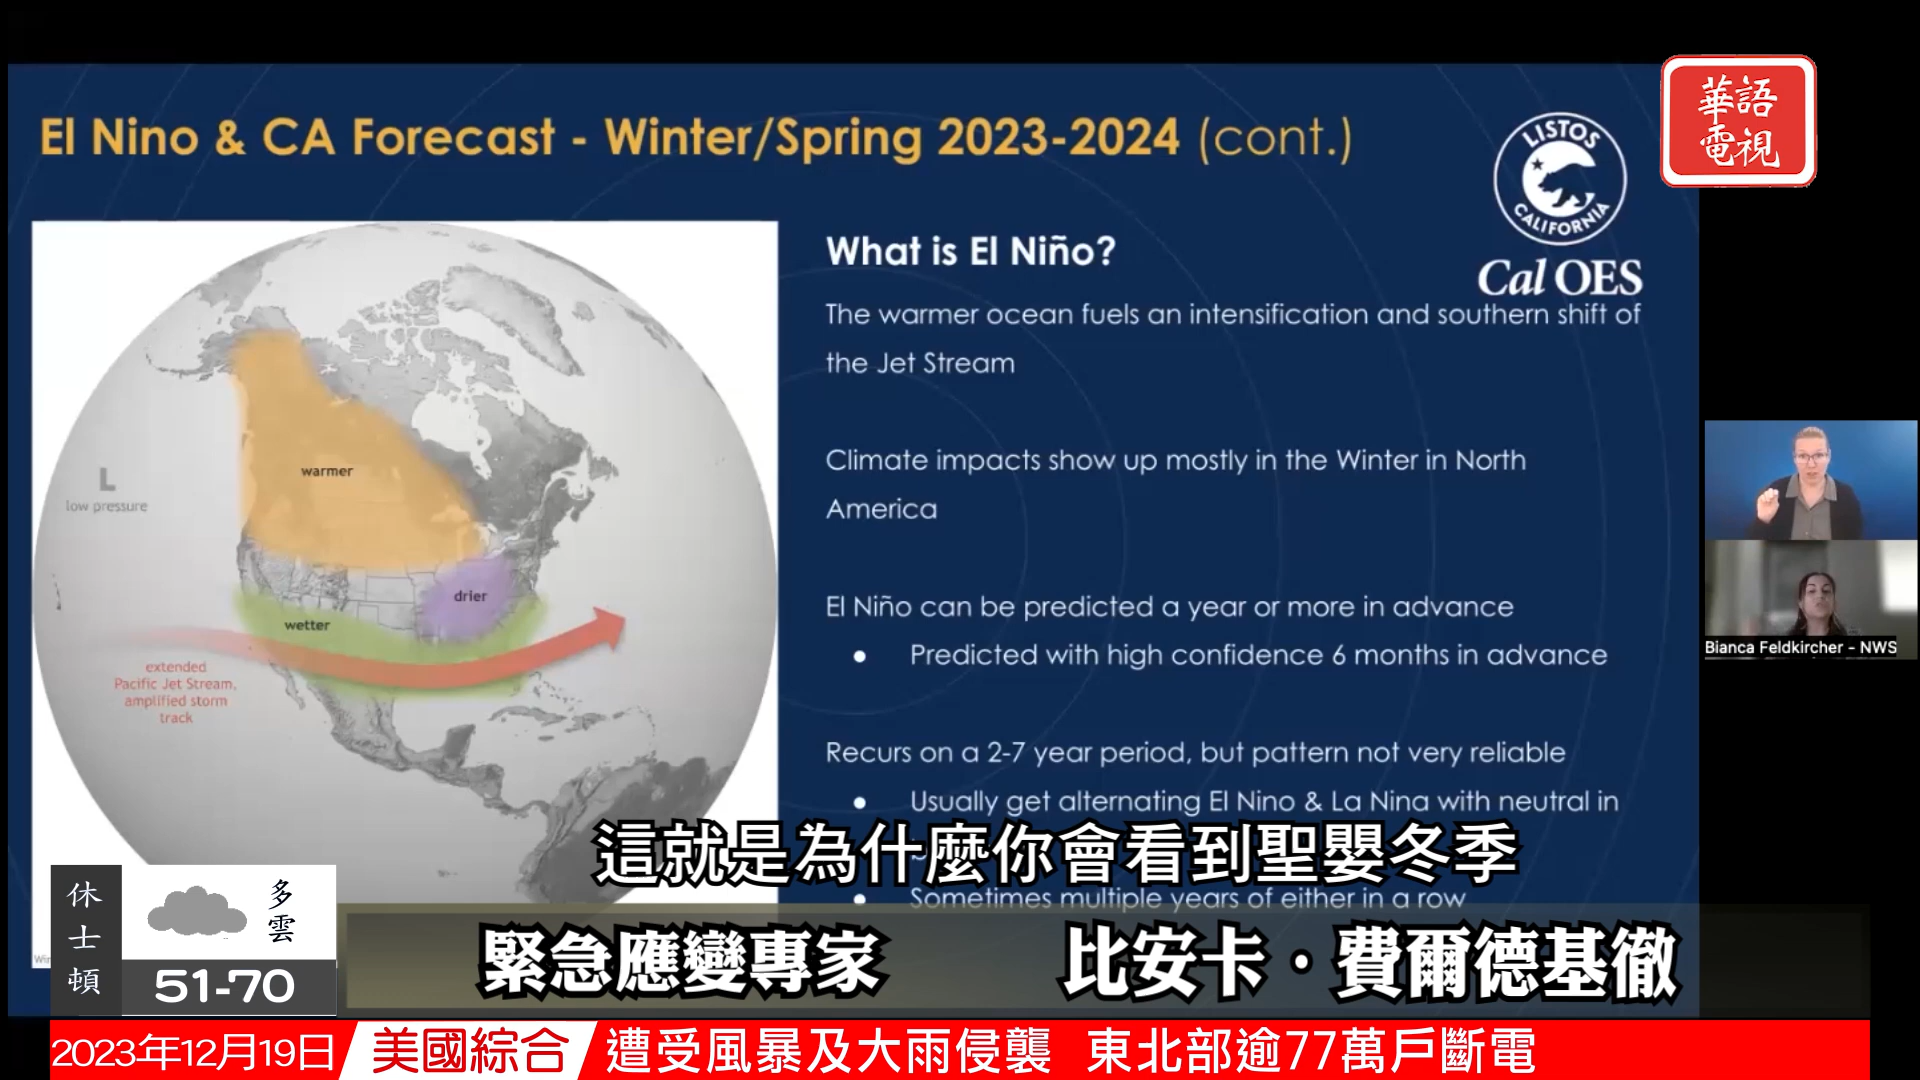 El Nino & CA Forecast - Winter/Spring 2023-2024 (cont.)
華語
電視
LISTOS
CALIFORNIA
Cal OES
What is El Niño?
The warmer ocean fuels an intensification and southern shift of
the Jet Stream
Climate impacts show up mostly in the Winter in North
America
El Niño can be predicted a year or more in advance
● Predicted with high confidence 6 months in advance
Recurs on a 2-7 year period, but pattern not very reliable
● Usually get alternating El Nino & La Nina with neutral in
● Sometimes multiple years of either in a row
warmer
L
low pressure
drier
wetter
extended
Pacific Jet Stream,
amplified storm
track
Bianca Feldkircher - NWS
這就是為什麼你會看到聖嬰冬季
緊急應變專家 比安卡·費爾德基徹
休士頓
多雲
51-70
2023年12月19日 美國綜合 遭受風暴及大雨侵襲 東北部逾77萬戶斷電